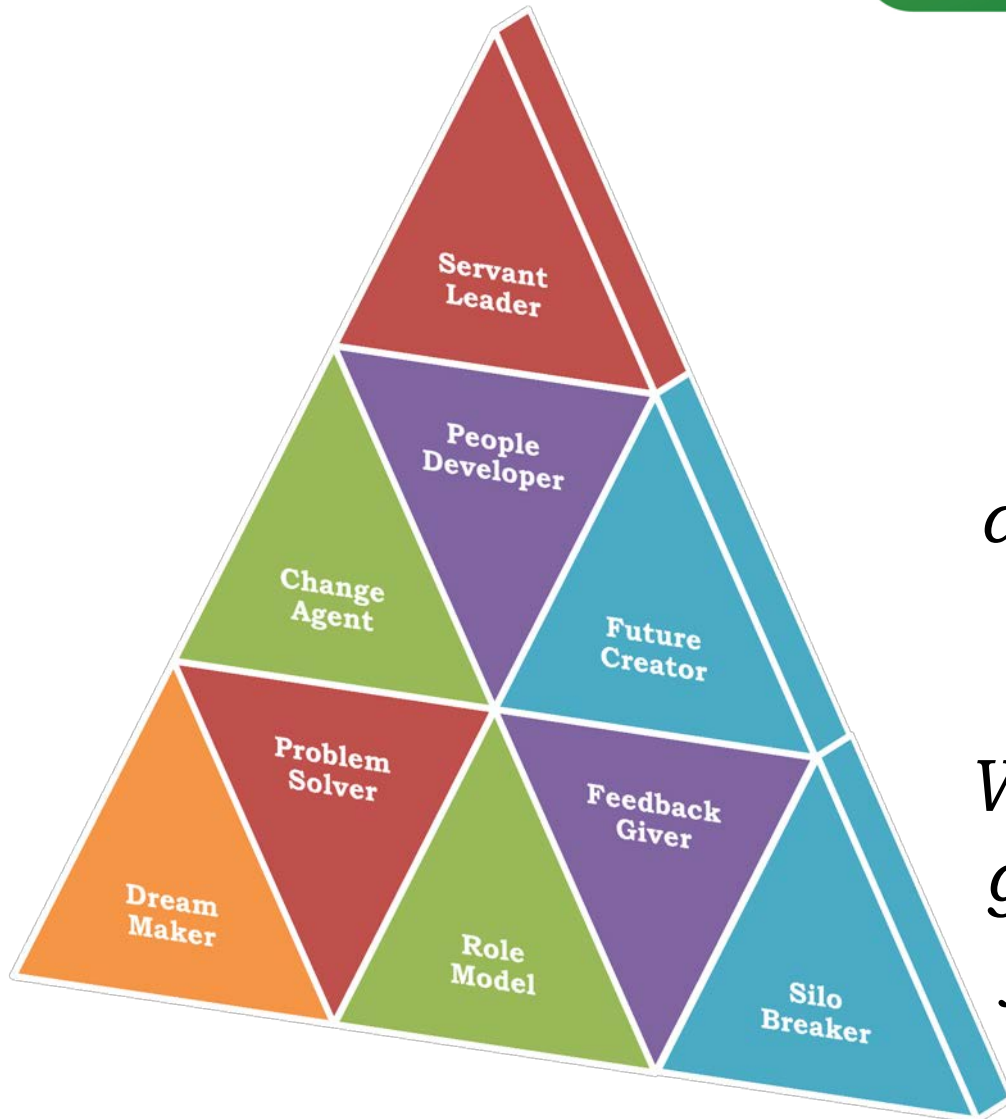 Servant
Leader
People
Developer
Change
Agent
Future
Creator
Problem
Solver
Feedback
Giver
Dream
Maker
Role
Model
Silo
Breaker